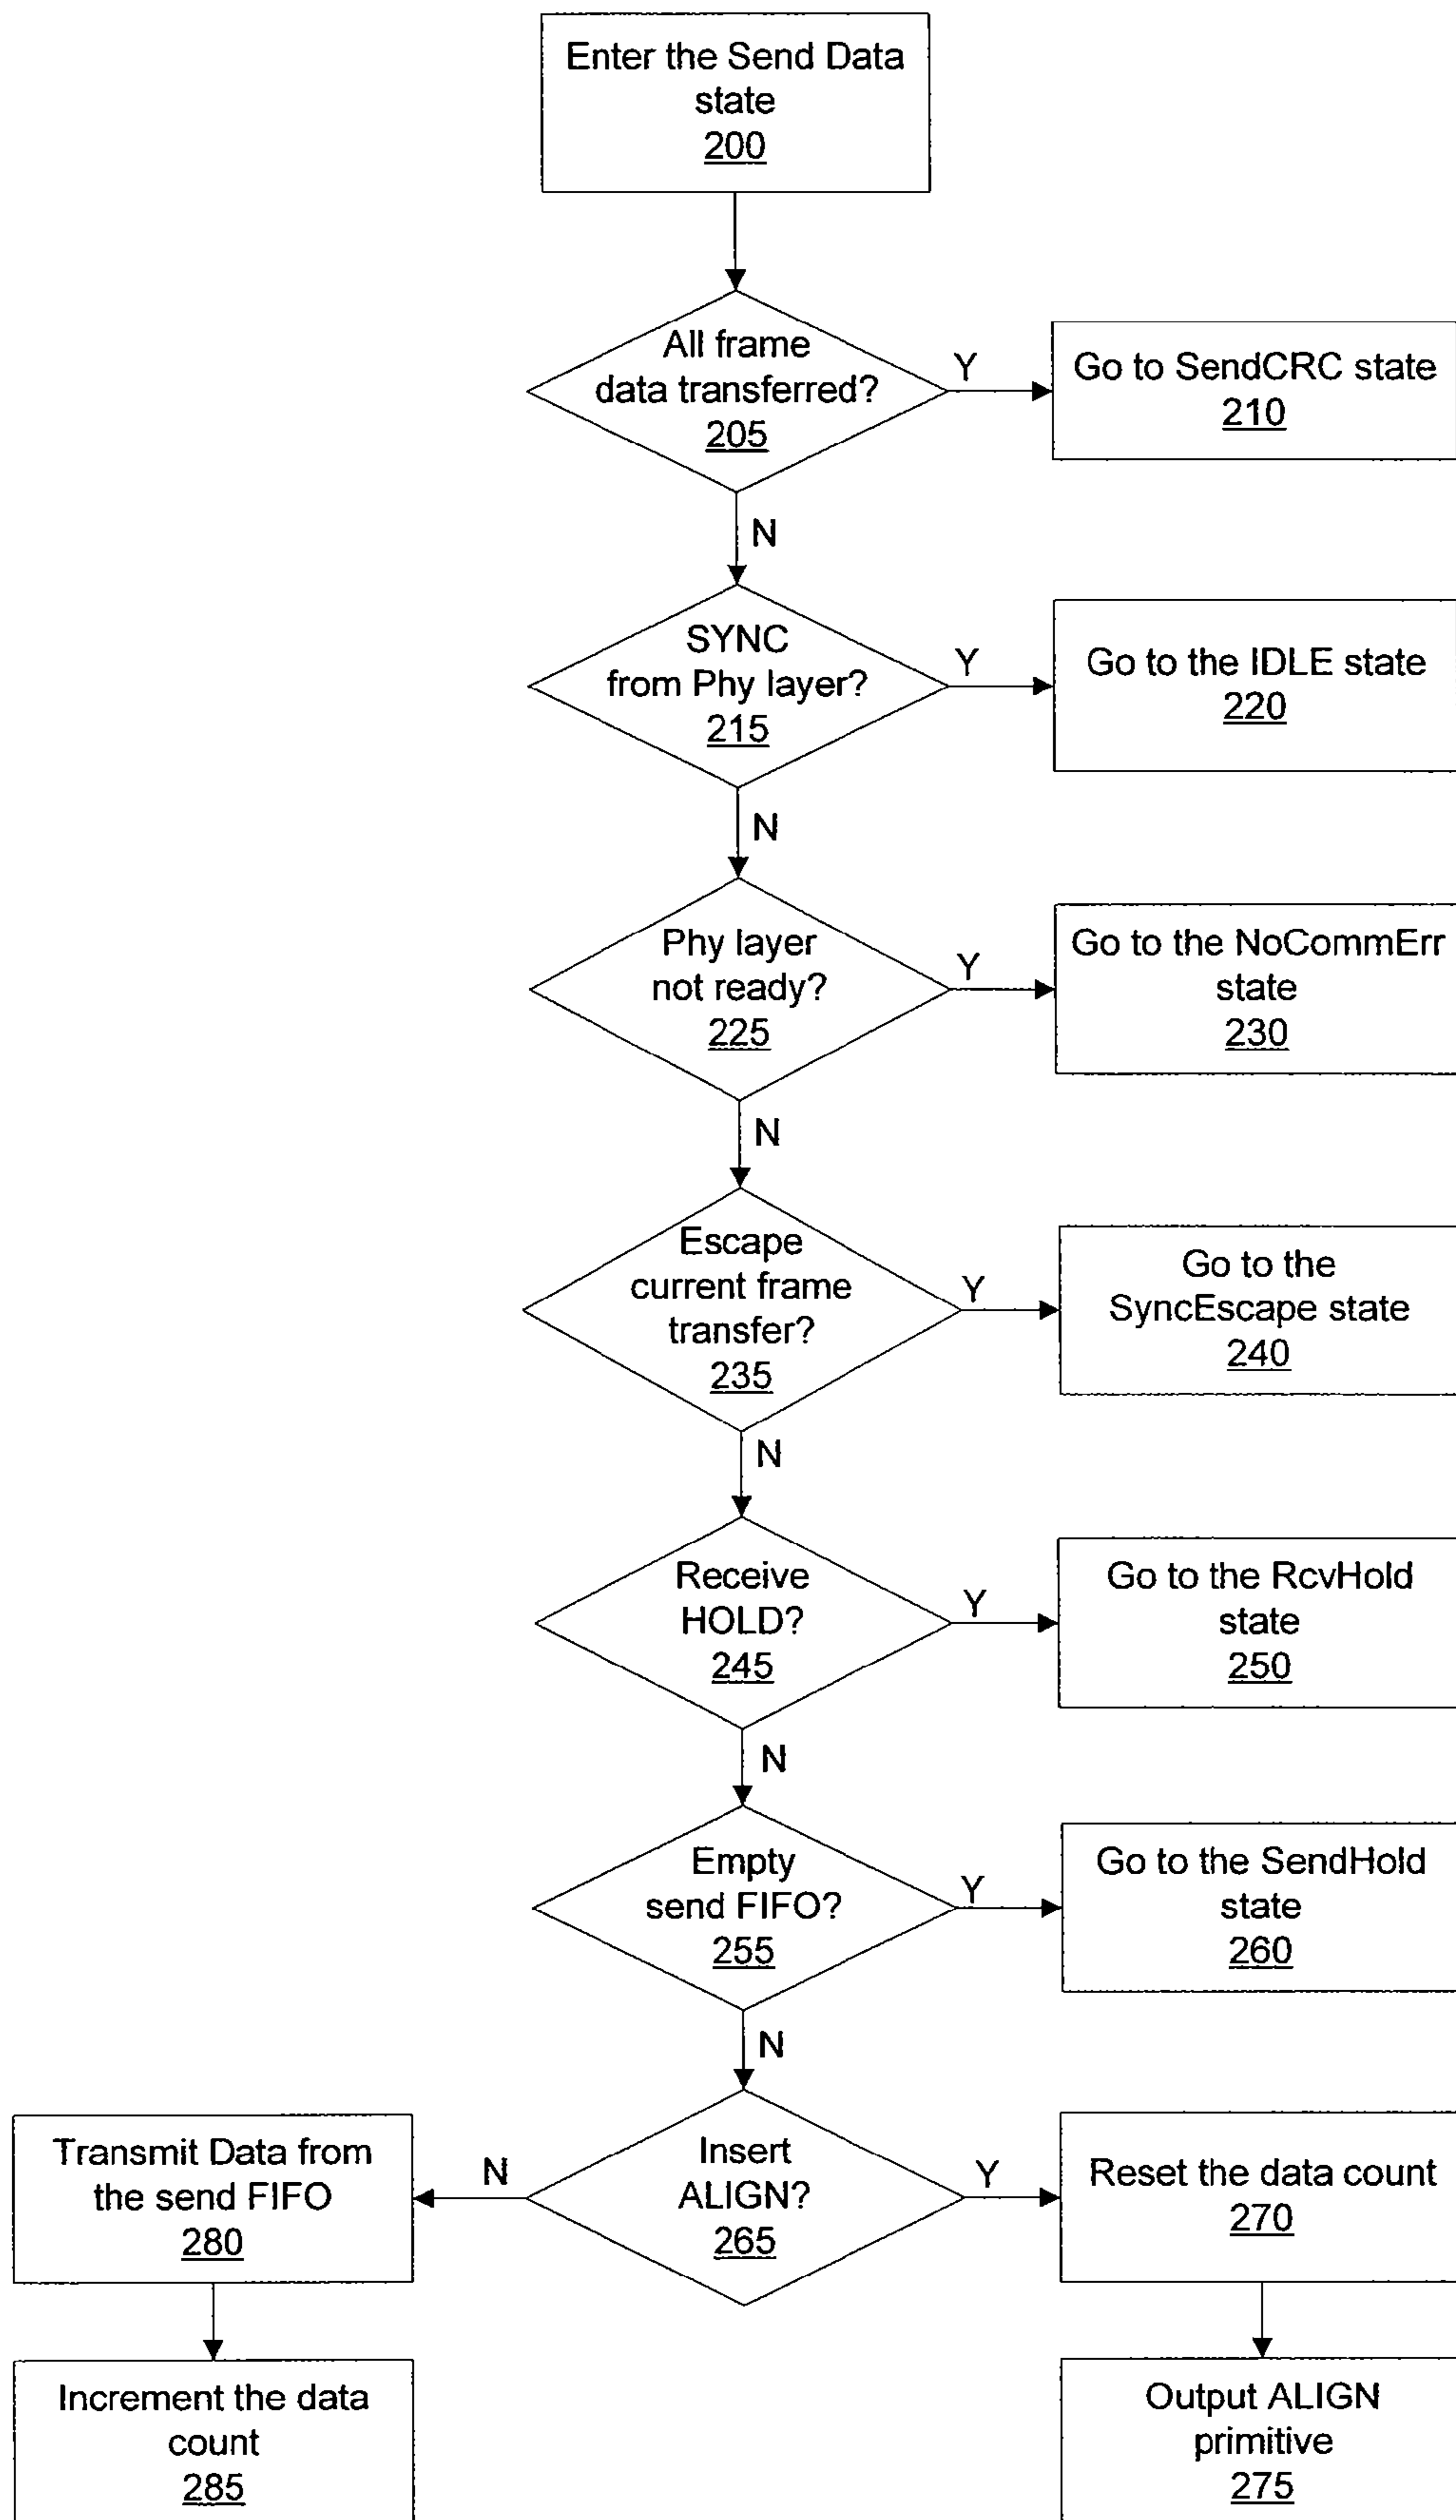 Enter the Send Data
state
200
All frame
data transferred?
205
Y
Go to SendCRC state
210
N
SYNC
from Phy layer?
215
Y
Go to the IDLE state
220
N
Phy layer
not ready?
225
Y
Go to the NoCommErr
state
230
N
Escape
current frame
transfer?
235
Y
Go to the
SyncEscape state
240
N
Receive
HOLD?
245
Y
Go to the RcvHold
state
250
N
Empty
send FIFO?
255
Y
Go to the SendHold
state
260
N
Insert
ALIGN?
265
N
Transmit Data from
the send FIFO
280
Y
Reset the data count
270
Increment the data
count
285
Output ALIGN
primitive
275